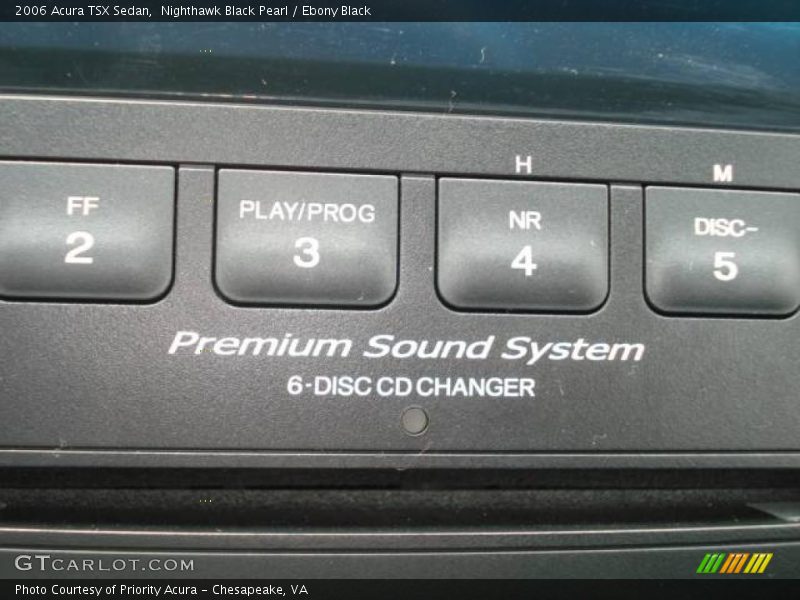 2006 Acura TSX Sedan,  Nighthawk Black Pearl / Ebony Black
H M
FF PLAY/PROG NR DISC-
2 3 4 5
Premium Sound System
6-DISC CD CHANGER
GTCARLOT.COM
Photo Courtesy of Priority Acura - Chesapeake, VA